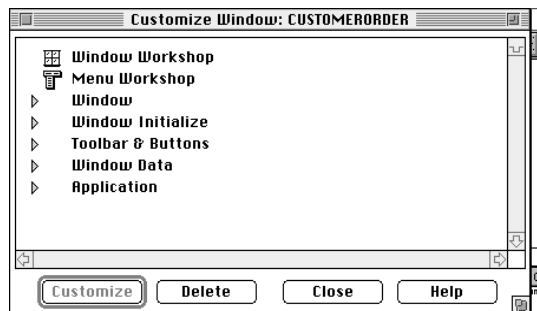 Customize Window: CUSTOMERORDER
Window Workshop
Menu Workshop
Window
Window Initialize
Toolbar & Buttons
Window Data
Application
Customize Delete Close Help